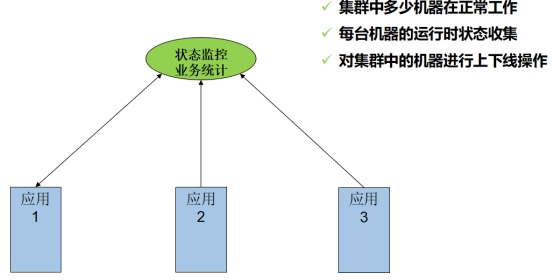 ✓ 集群中多少机器在正常工作
✓ 每台机器的运行时状态收集
✓ 对集群中的机器进行上下线操作
状态监控
业务统计
应用
1
应用
2
应用
3